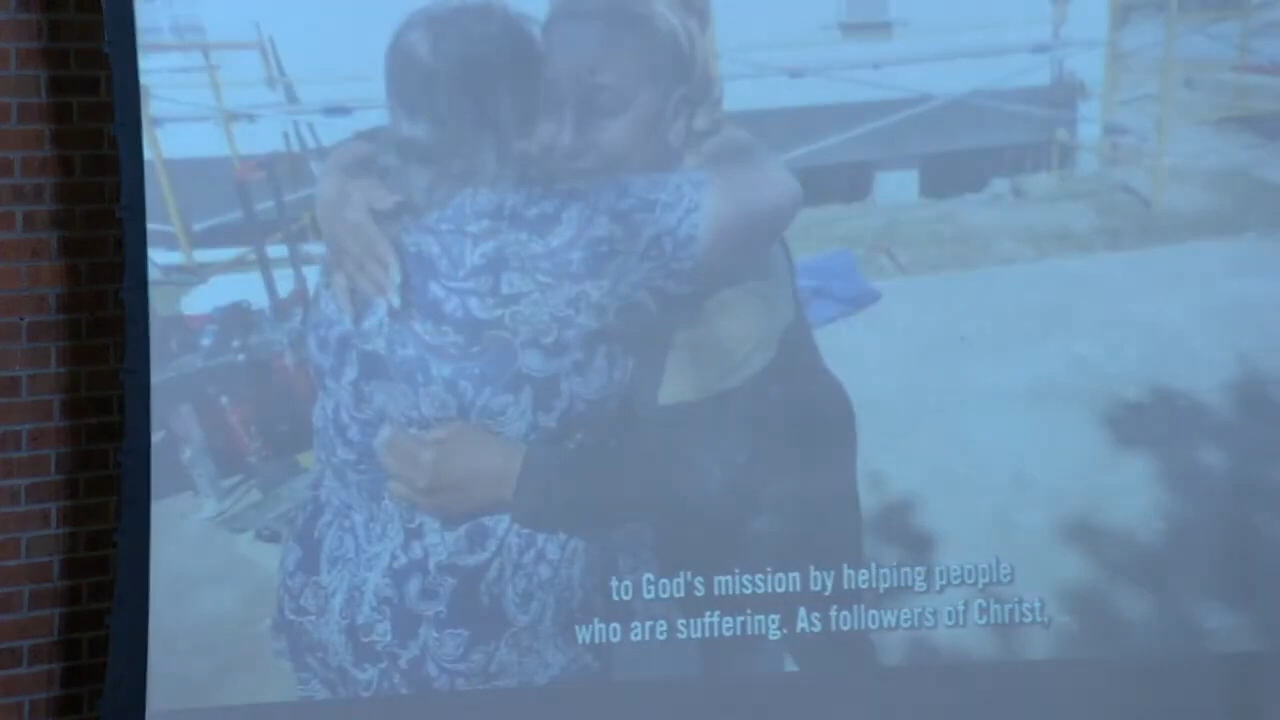 to God's mission by helping people
who are suffering. As followers of Christ,